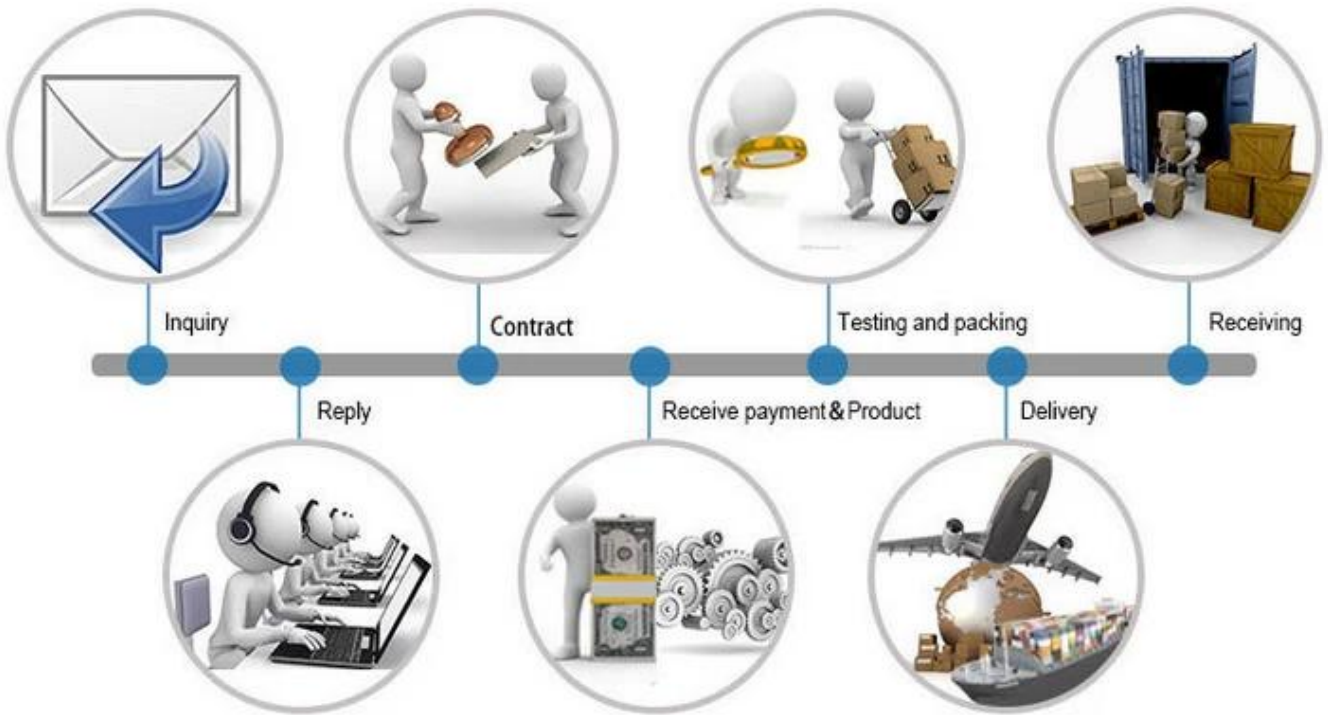 Inquiry
Contract
Testing and packing
Receiving
Reply
Receive payment&Product
Delivery